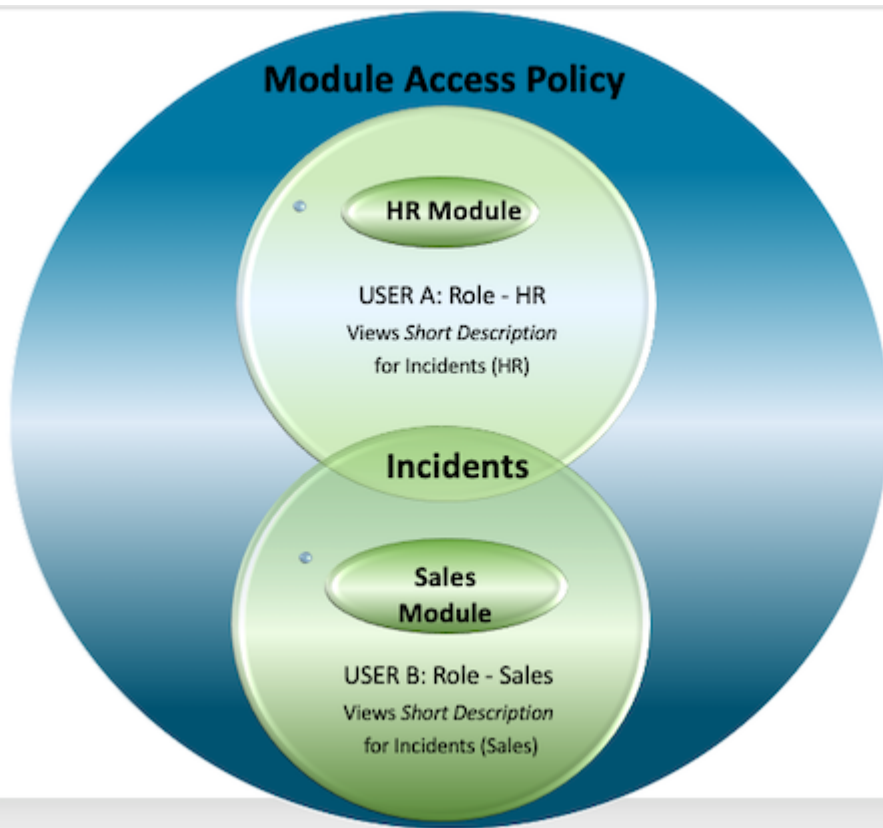 Module Access Policy
HR Module
USER A: Role - HR
Views Short Description
for Incidents (HR)
Incidents
Sales
Module
USER B: Role - Sales
Views Short Description
for Incidents (Sales)